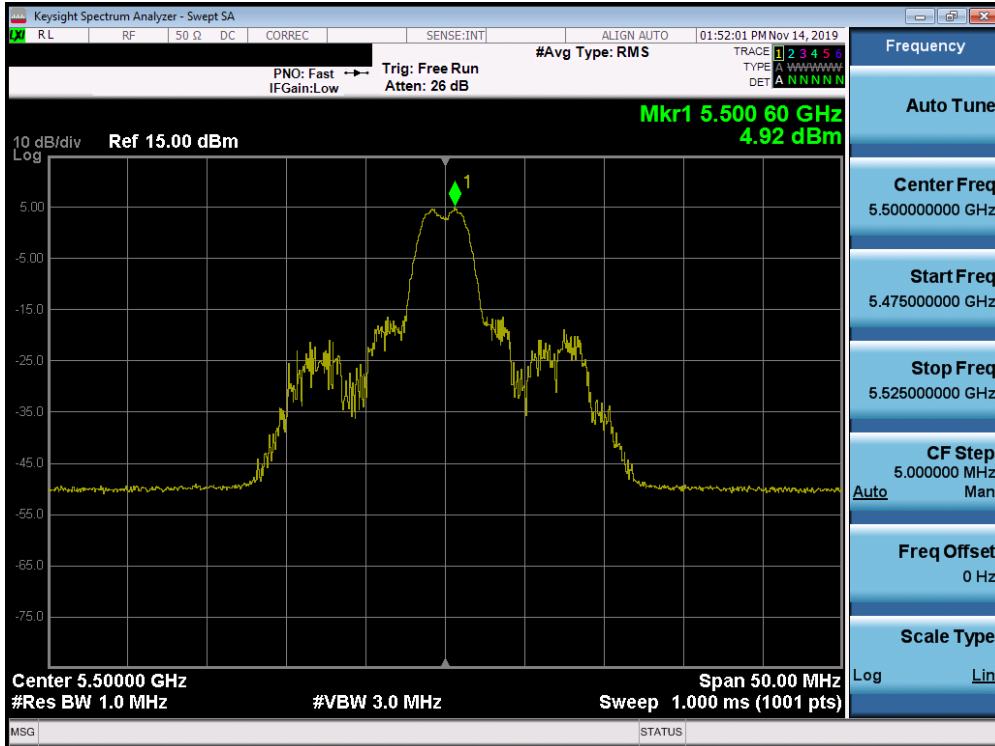 Keysight Spectrum Analyzer - Swept SA
LXI RL RF 50 Ω DC CORREC SENSE:INT ALIGN AUTO 01:52:01 PM Nov 14, 2019
#Avg Type: RMS
TRACE 1 2 3 4 5 6
TYPE A WWWWW
DET A N N N N N
PNO: Fast
IFGain:Low
Trig: Free Run
Atten: 26 dB
Mkr1 5.500 60 GHz
4.92 dBm
10 dB/div Ref 15.00 dBm
Log
1
5.00
-5.00
-15.0
-25.0
-35.0
-45.0
-55.0
-65.0
-75.0
Center 5.50000 GHz Span 50.00 MHz
#Res BW 1.0 MHz #VBW 3.0 MHz Sweep 1.000 ms (1001 pts)
MSG STATUS
Frequency
Auto Tune
Center Freq
5.500000000 GHz
Start Freq
5.475000000 GHz
Stop Freq
5.525000000 GHz
CF Step
5.000000 MHz
Auto Man
Freq Offset
0 Hz
Scale Type
Log Lin